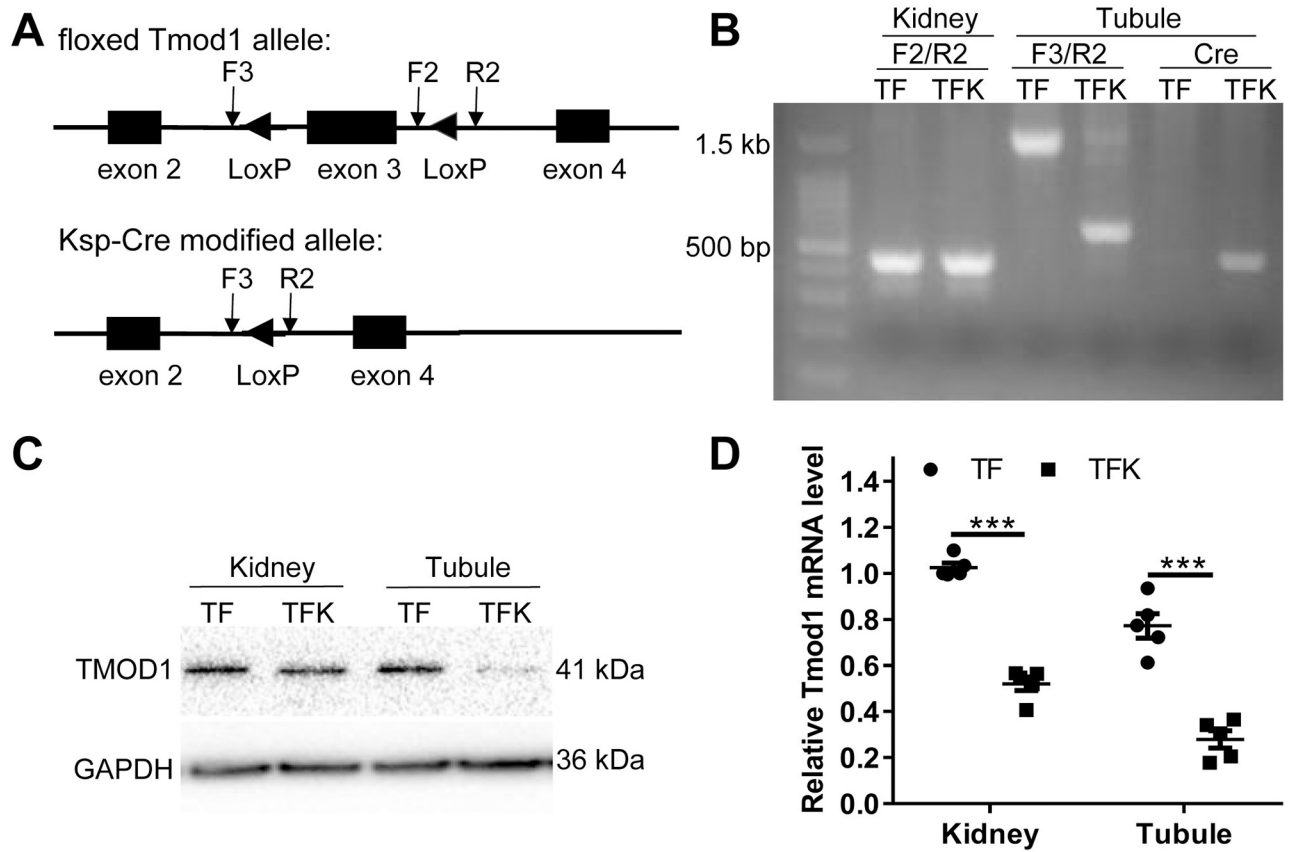 A
floxed Tmod1 allele:
F3 F2 R2
exon 2 LoxP exon 3 LoxP exon 4
Ksp-Cre modified allele:
F3 R2
exon 2 LoxP exon 4
B
Kidney Tubule
F2/R2 F3/R2 Cre
TF TFK TF TFK TF TFK
1.5 kb
500 bp
C
Kidney Tubule
TF TFK TF TFK
TMOD1 41 kDa
GAPDH 36 kDa
D
Relative Tmod1 mRNA level
TF TFK
1.4
1.2
1.0
0.8
0.6
0.4
0.2
0.0
***
***
Kidney Tubule